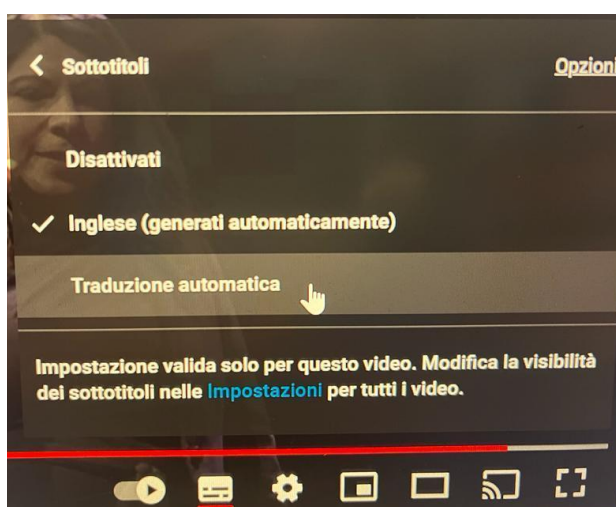 Sottotitoli
Opzioni
Disattivati
Inglese (generati automaticamente)
Traduzione automatica
Impostazione valida solo per questo video. Modifica la visibilità
dei sottotitoli nelle Impostazioni per tutti i video.